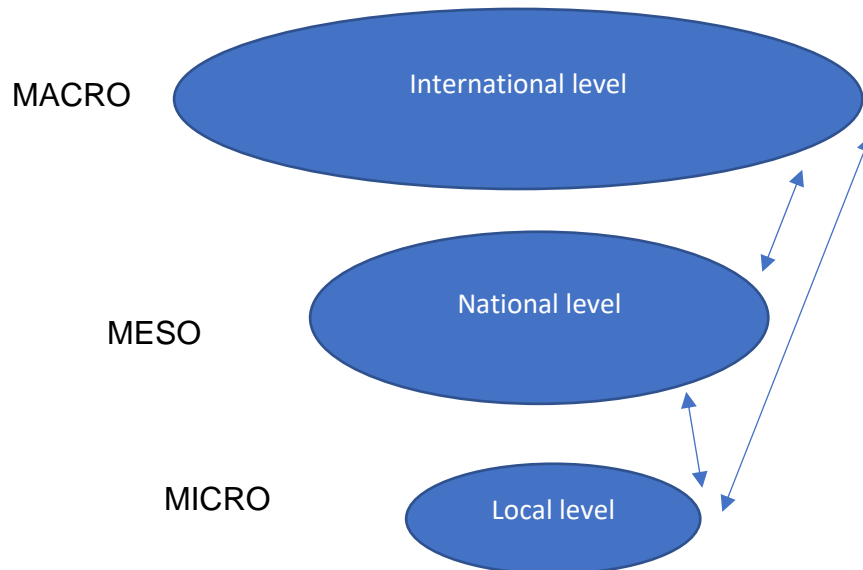 International level
MACRO
National level
MESO
MICRO
Local level